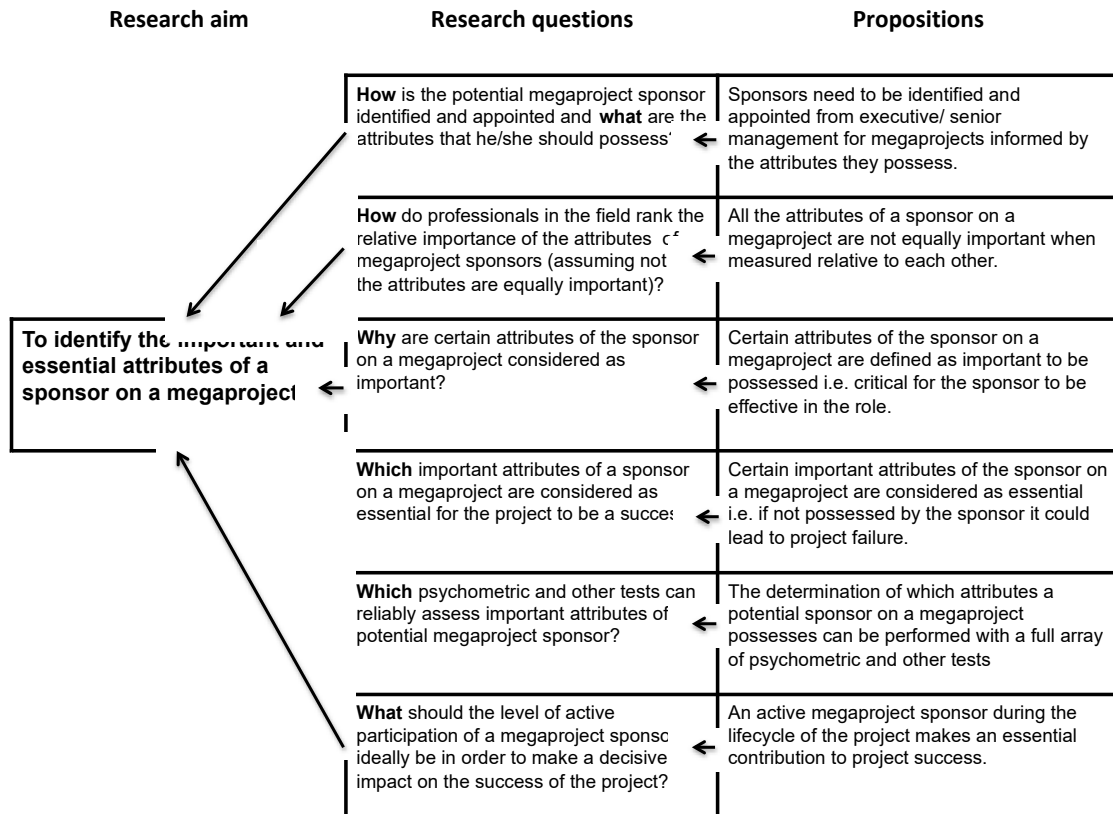 Research aim
Research questions
Propositions
How is the potential megaproject sponsor
identified and appointed and what are the
attributes that he/she should possess
Sponsors need to be identified and
appointed from executive/ senior
management for megaprojects informed by
the attributes they possess.
How do professionals in the field rank the
relative importance of the attributes of
megaproject sponsors (assuming not
the attributes are equally important)?
All the attributes of a sponsor on a
megaproject are not equally important when
measured relative to each other.
To identify the important and
essential attributes of a
sponsor on a megaproject
Why are certain attributes of the sponsor
on a megaproject considered as
important?
Certain attributes of the sponsor on a
megaproject are defined as important to be
possessed i.e. critical for the sponsor to be
effective in the role.
Which important attributes of a sponsor
on a megaproject are considered as
essential for the project to be a succe
Certain important attributes of the sponsor on
a megaproject are considered as essential
i.e. if not possessed by the sponsor it could
lead to project failure.
Which psychometric and other tests can
reliably assess important attributes of
potential megaproject sponsor?
The determination of which attributes a
potential sponsor on a megaproject
possesses can be performed with a full array
of psychometric and other tests
What should the level of active
participation of a megaproject sponso
ideally be in order to make a decisive
impact on the success of the project?
An active megaproject sponsor during the
lifecycle of the project makes an essential
contribution to project success.